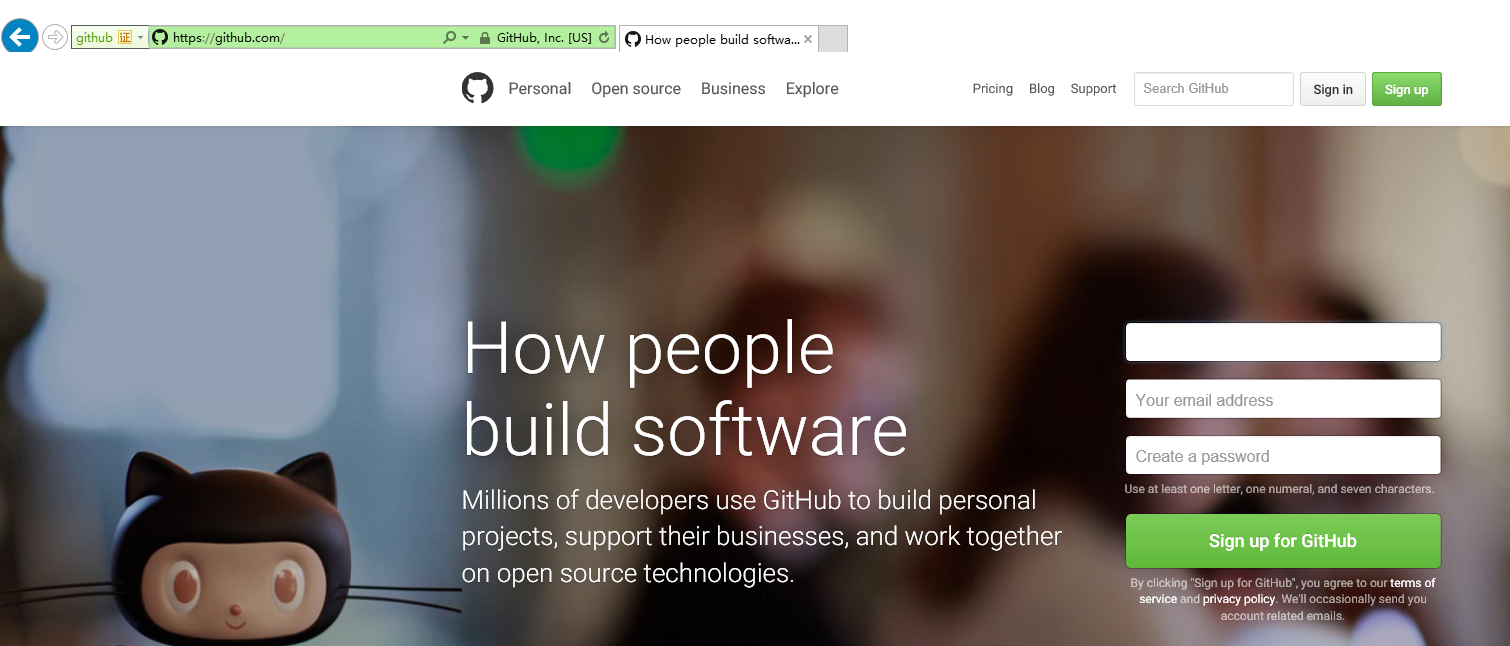 github 证 https://github.com/ GitHub, Inc. [US] How people build softwa...
Personal Open source Business Explore Pricing Blog Support Search GitHub Sign in Sign up
How people
build software
Millions of developers use GitHub to build personal
projects, support their businesses, and work together
on open source technologies.
Your email address
Create a password
Use at least one letter, one numeral, and seven characters.
Sign up for GitHub
By clicking "Sign up for GitHub", you agree to our terms of
service and privacy policy. We'll occasionally send you
account related emails.